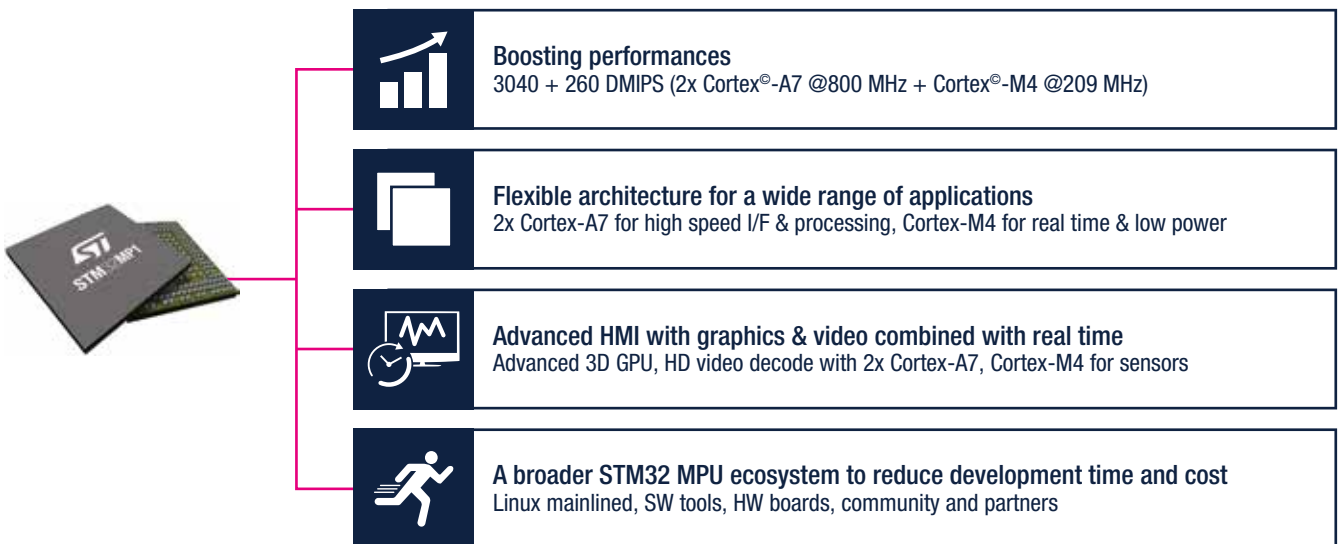 Boosting performances
3040 + 260 DMIPS (2x Cortex©-A7 @800 MHz + Cortex©-M4 @209 MHz)
Flexible architecture for a wide range of applications
2x Cortex-A7 for high speed I/F & processing, Cortex-M4 for real time & low power
ST
STM32MP1
Advanced HMI with graphics & video combined with real time
Advanced 3D GPU, HD video decode with 2x Cortex-A7, Cortex-M4 for sensors
A broader STM32 MPU ecosystem to reduce development time and cost
Linux mainlined, SW tools, HW boards, community and partners